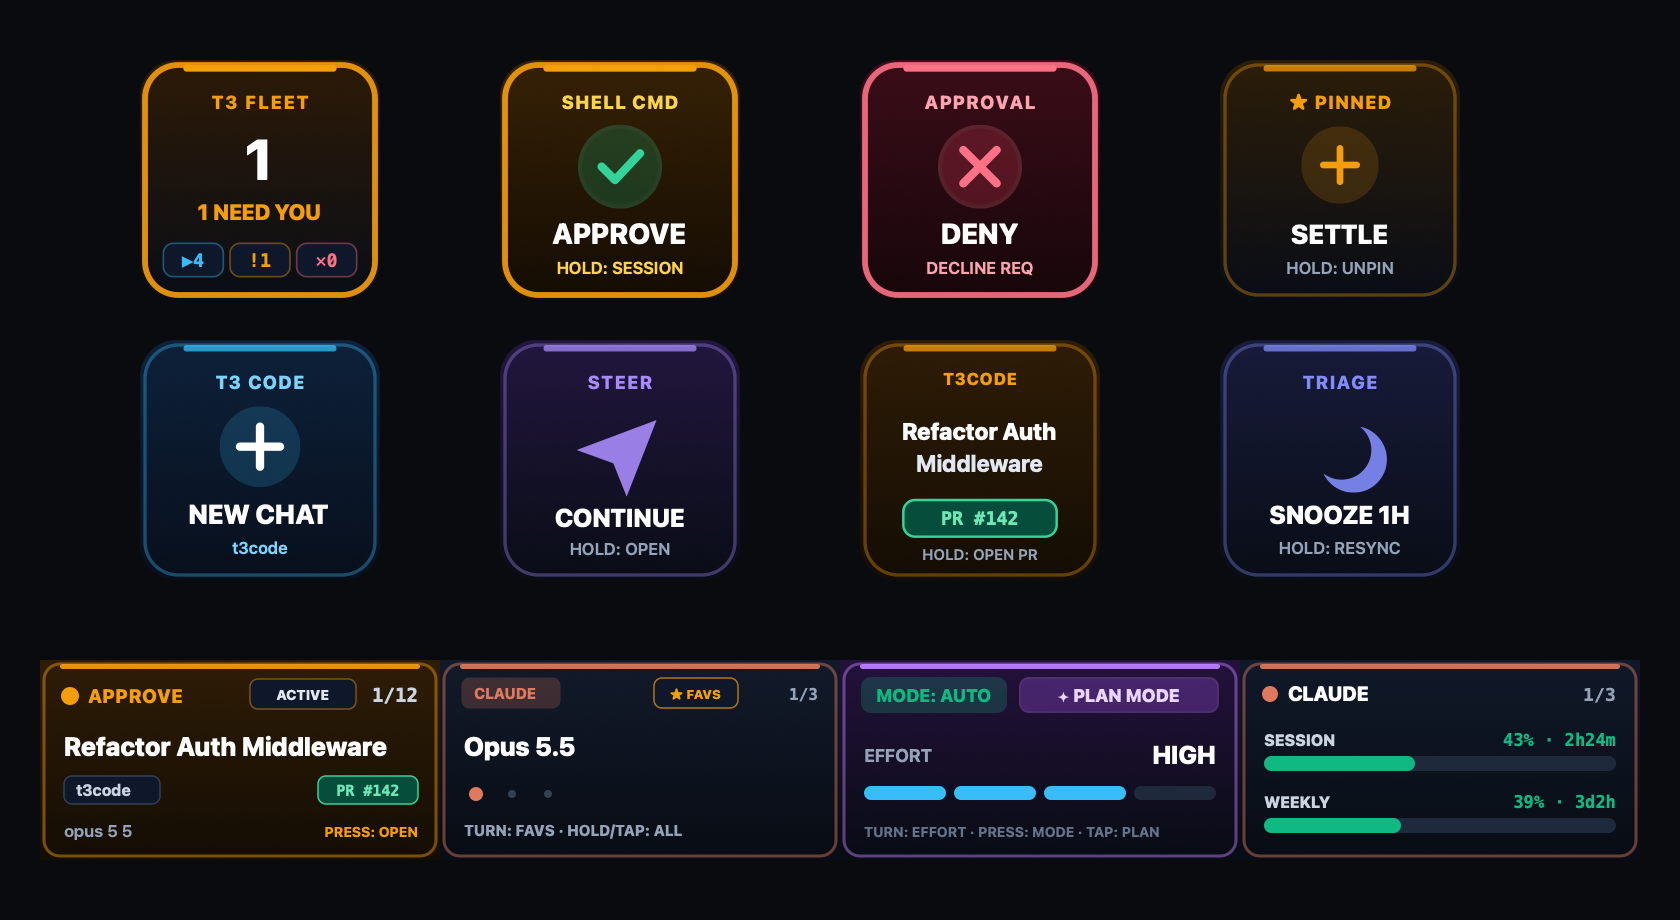 T3 FLEET
1
1 NEED YOU
▶4 !1 ×0
SHELL CMD
APPROVE
HOLD: SESSION
APPROVAL
DENY
DECLINE REQ
★ PINNED
SETTLE
HOLD: UNPIN
T3 CODE
NEW CHAT
t3code
STEER
CONTINUE
HOLD: OPEN
T3CODE
Refactor Auth
Middleware
PR #142
HOLD: OPEN PR
TRIAGE
SNOOZE 1H
HOLD: RESYNC
APPROVE ACTIVE 1/12
Refactor Auth Middleware
t3code PR #142
opus 5 5 PRESS: OPEN
CLAUDE ★ FAVS 1/3
Opus 5.5
TURN: FAVS · HOLD/TAP: ALL
MODE: AUTO ✦ PLAN MODE
EFFORT HIGH
TURN: EFFORT · PRESS: MODE · TAP: PLAN
CLAUDE 1/3
SESSION 43% · 2h24m
WEEKLY 39% · 3d2h